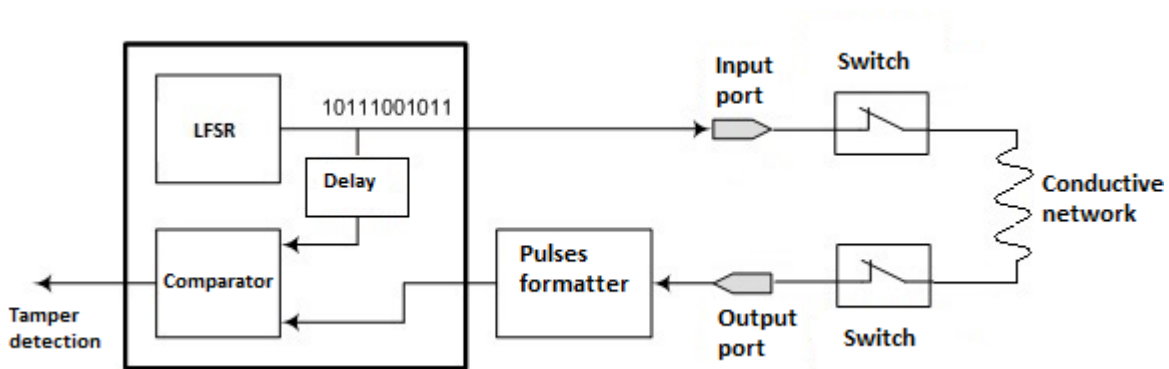 LFSR
10111001011
Input
port
Switch
Delay
Conductive
network
Comparator
Pulses
formatter
Tamper
detection
Output
port
Switch